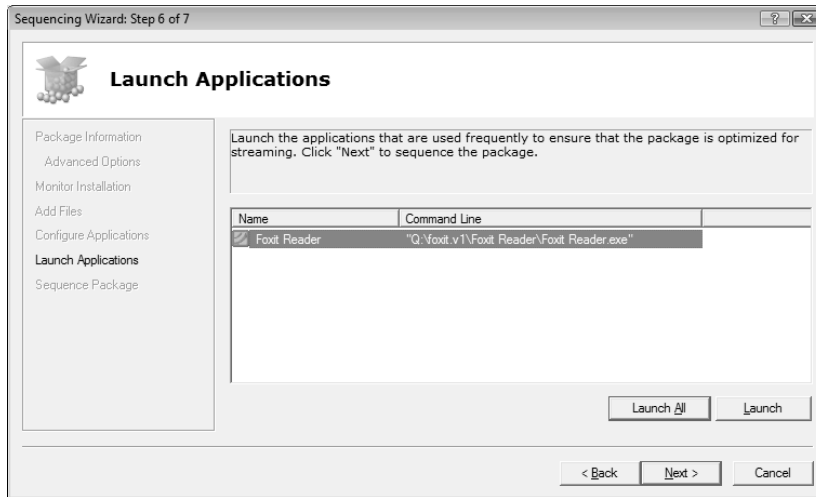 Sequencing Wizard: Step 6 of 7
Launch Applications
Package Information
Advanced Options
Monitor Installation
Add Files
Configure Applications
Launch Applications
Sequence Package
Launch the applications that are used frequently to ensure that the package is optimized for
streaming. Click "Next" to sequence the package.
Name Command Line
Foxit Reader "Q:\foxit.v1\Foxit Reader\Foxit Reader.exe"
Launch All Launch
< Back Next > Cancel